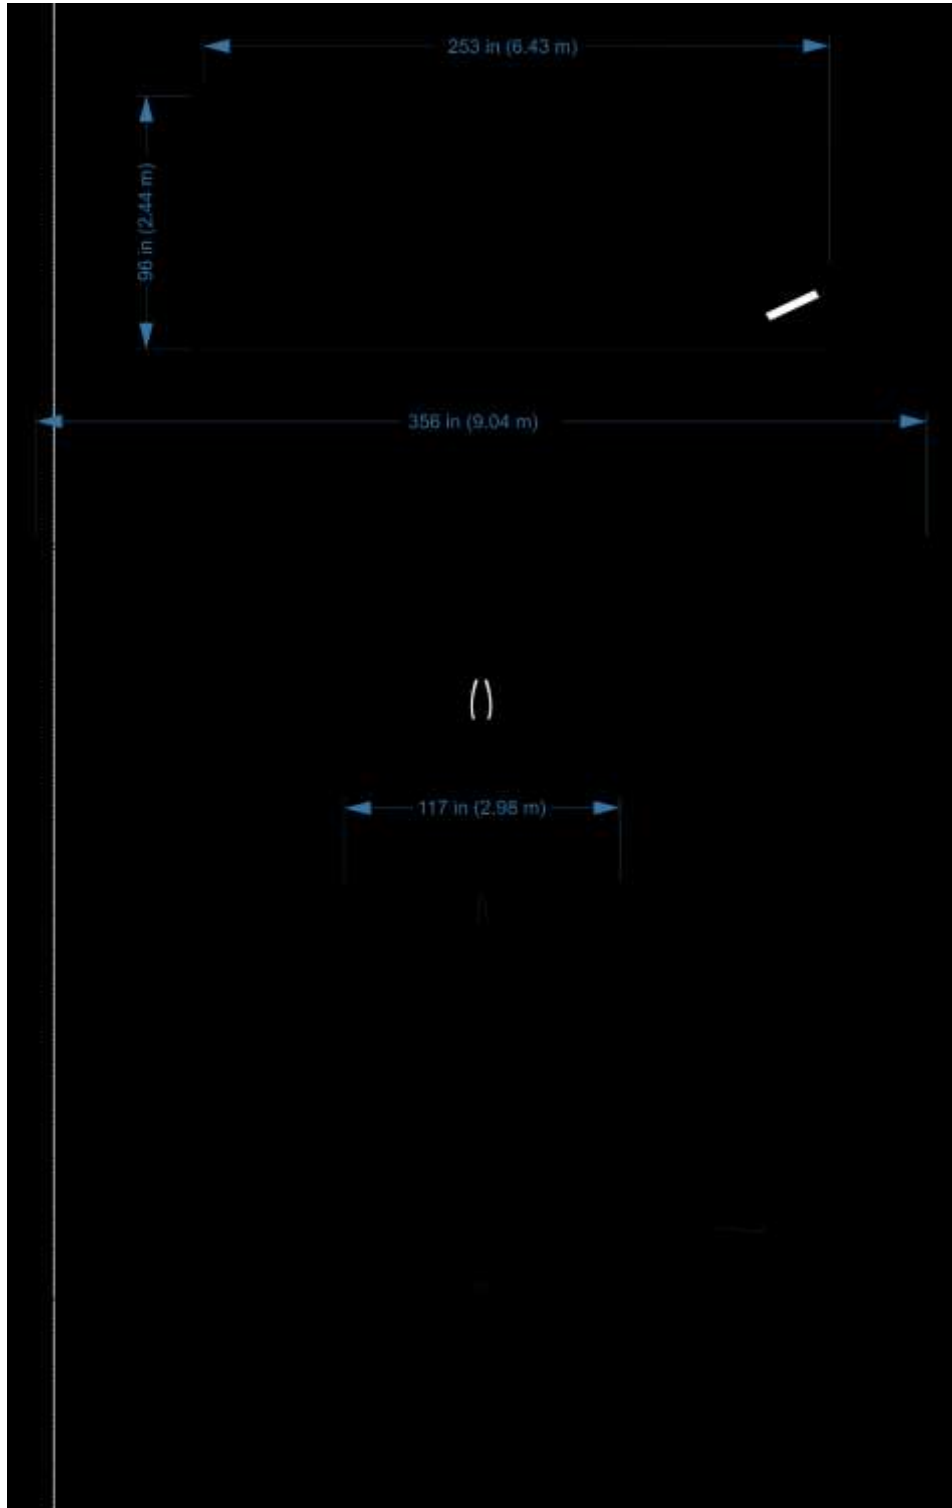 253 in (6.43 m)
96 in (2.44 m)
356 in (9.04 m)
117 in (2.98 m)